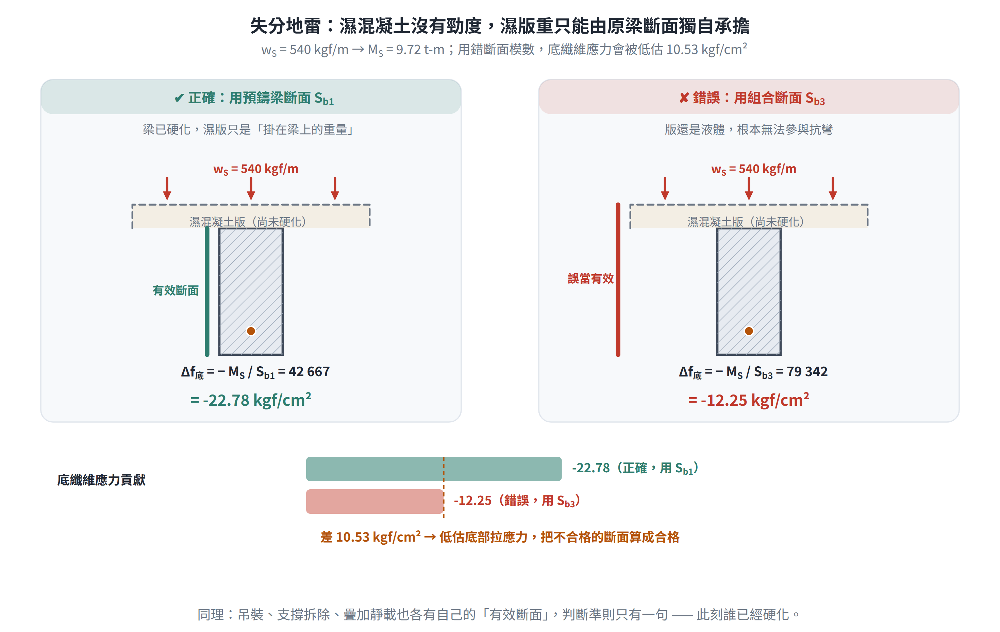 失分地雷：濕混凝土沒有勁度，濕版重只能由原梁斷面獨自承擔
wS = 540 kgf/m → MS = 9.72 t-m；用錯斷面模數，底纖維應力會被低估 10.53 kgf/cm²
✔ 正確：用預鑄梁斷面 Sb1
梁已硬化，濕版只是「掛在梁上的重量」
wS = 540 kgf/m
濕混凝土版（尚未硬化）
有效斷面
Δf底 = − MS / Sb1 = 42 667
= -22.78 kgf/cm²
✘ 錯誤：用組合斷面 Sb3
版還是液體，根本無法參與抗彎
wS = 540 kgf/m
濕混凝土版（尚未硬化）
誤當有效
Δf底 = − MS / Sb3 = 79 342
= -12.25 kgf/cm²
底纖維應力貢獻
-22.78（正確，用 Sb1）
-12.25（錯誤，用 Sb3）
差 10.53 kgf/cm² → 低估底部拉應力，把不合格的斷面算成合格
同理：吊裝、支撐拆除、疊加靜載也各有自己的「有效斷面」，判斷準則只有一句 —— 此刻誰已經硬化。